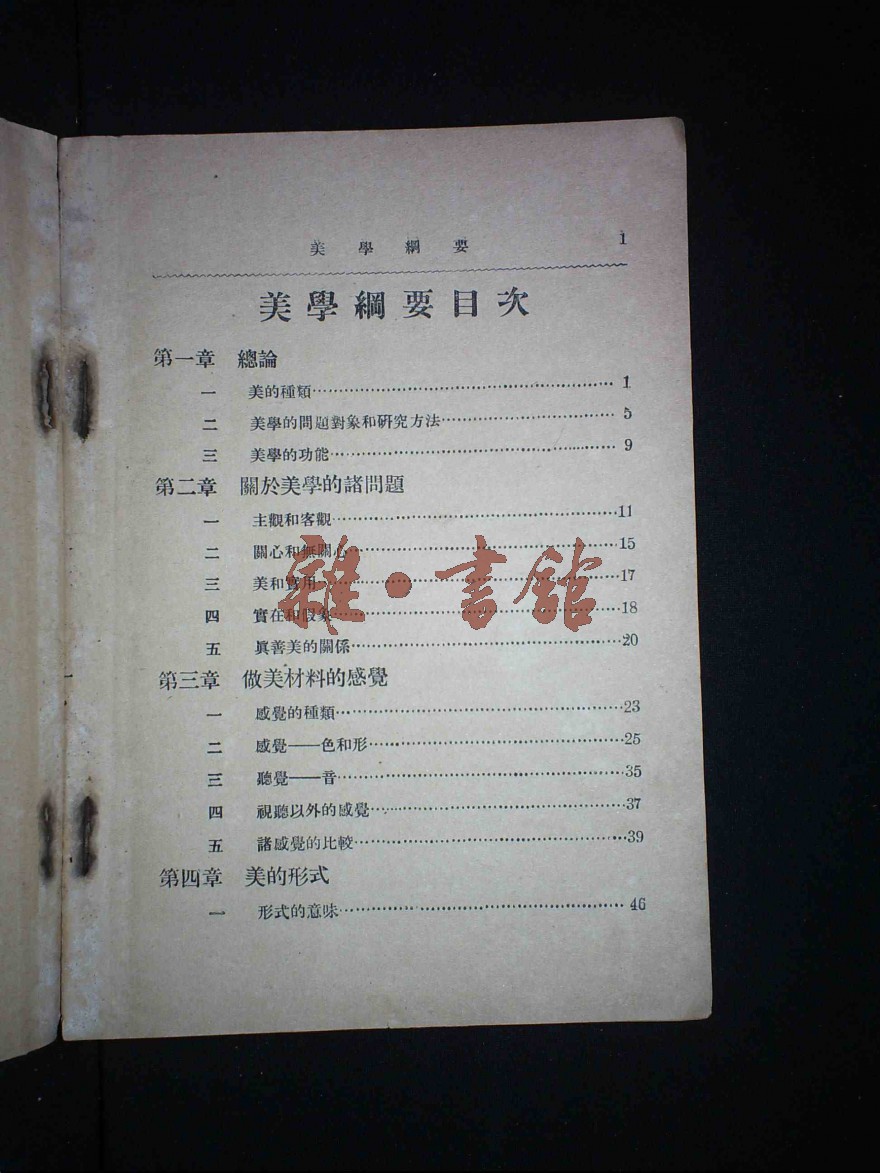 美學綱要 1
美學綱要目次
第一章 總論
一 美的種類……………………………………1
二 美學的問題對象和研究方法……………………5
三 美學的功能…………………………………9
第二章 關於美學的諸問題
一 主觀和客觀…………………………………11
二 關心和無關心………………………………15
三 美和實用……………………………………17
四 實在和假象…………………………………18
五 眞善美的關係………………………………20
第三章 做美材料的感覺
一 感覺的種類…………………………………23
二 感覺——色和形……………………………25
三 聽覺——音…………………………………35
四 視聽以外的感覺……………………………37
五 諸感覺的比較………………………………39
第四章 美的形式
一 形式的意味…………………………………46
雜·書館